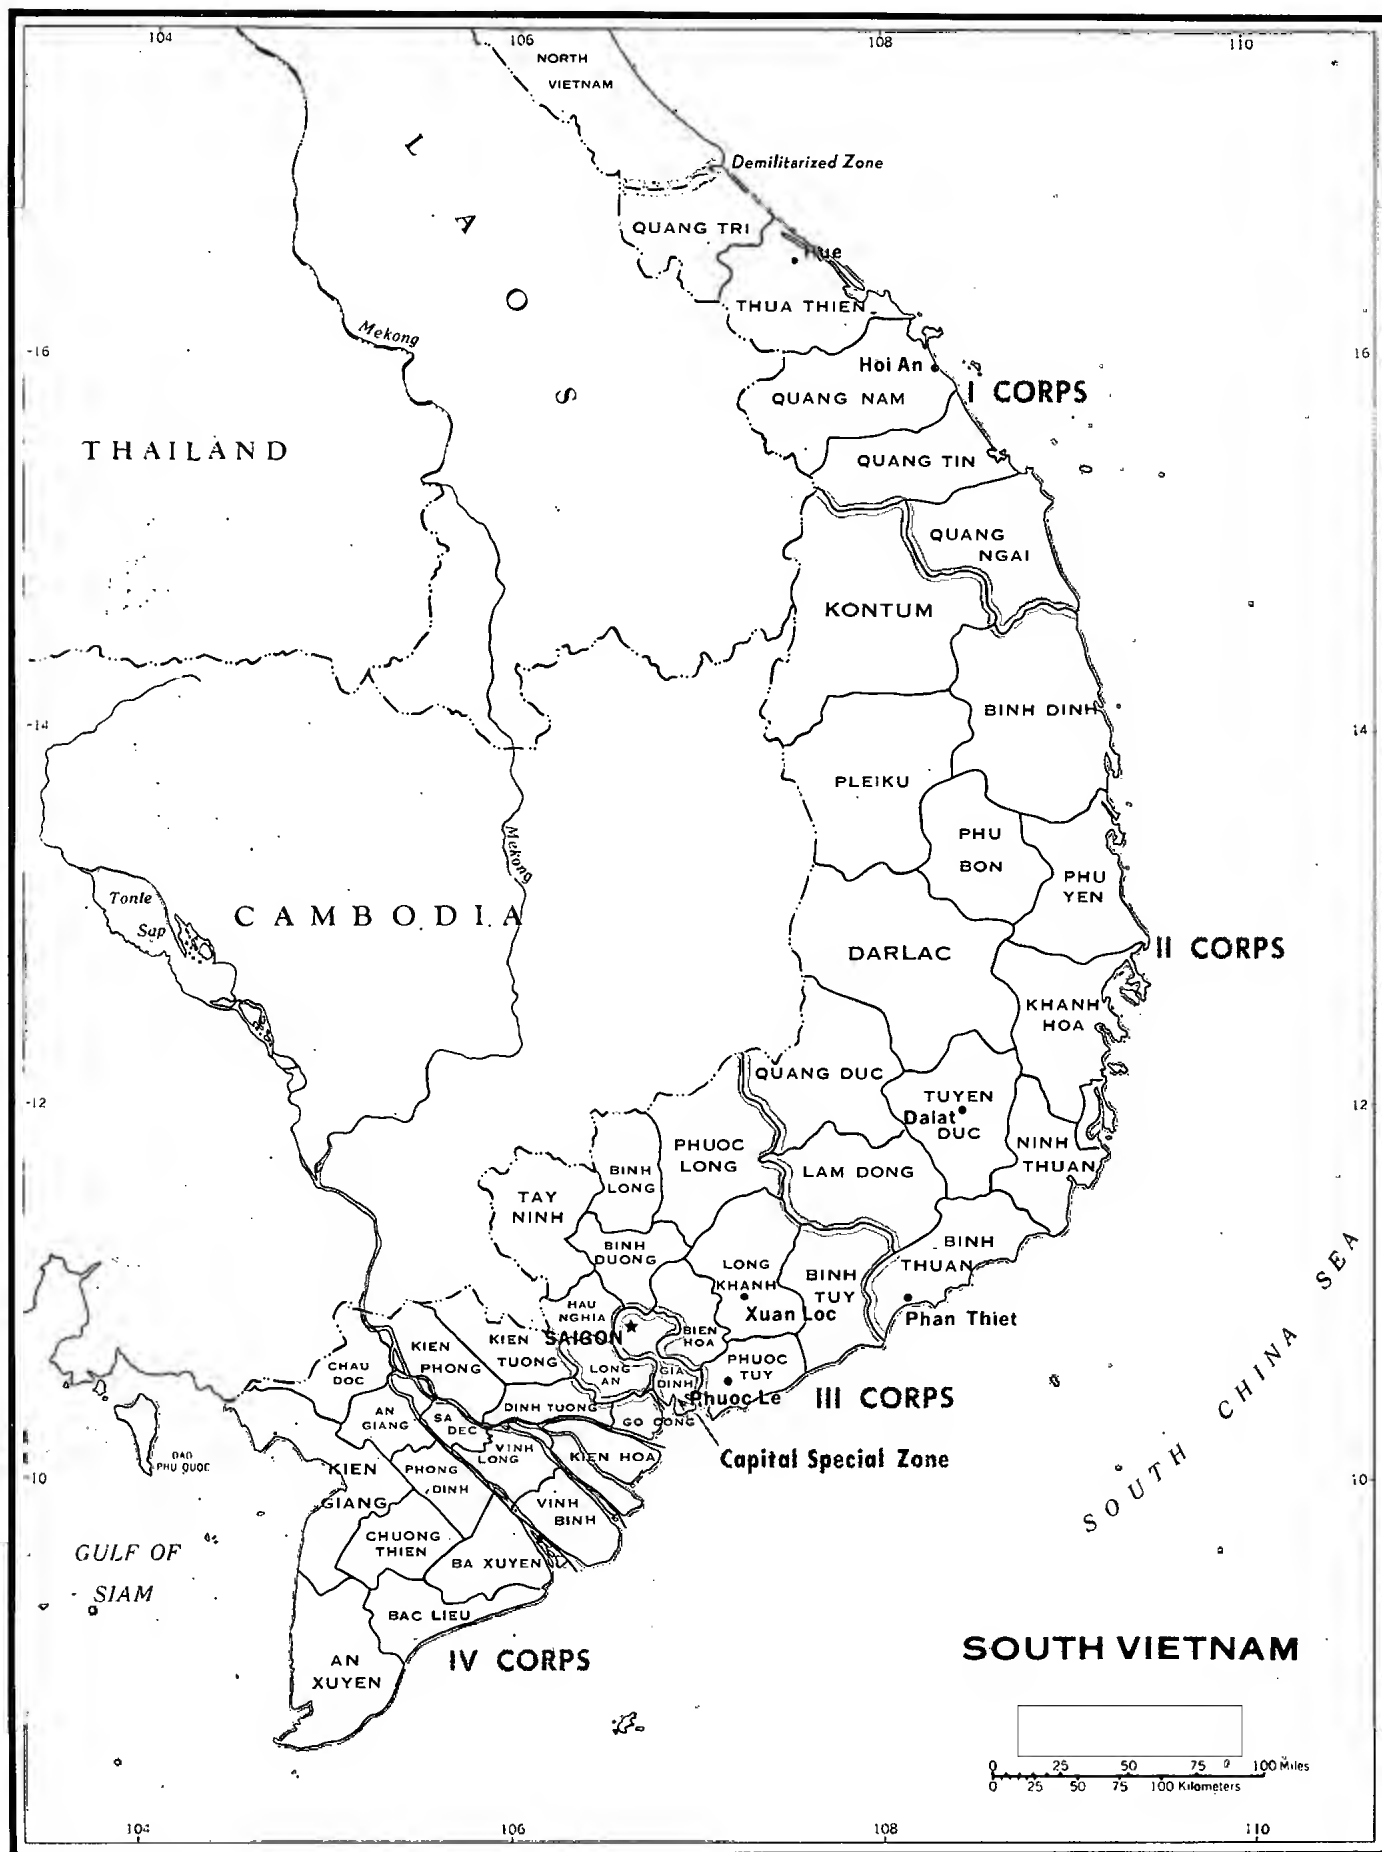 104
106
108
110
NORTH
VIETNAM
LAOS
Demilitarized Zone
QUANG TRI
Hue
THUA THIEN
Mekong
16
16
Hoi An
I CORPS
QUANG NAM
THAILAND
QUANG TIN
QUANG
NGAI
KONTUM
BINH DINH
14
14
PLEIKU
PHU
BON
Mekong
PHU
YEN
Tonle
Sap
CAMBODIA
DARLAC
II CORPS
KHANH
HOA
QUANG DUC
TUYEN
Dalat
DUC
12
12
PHUOC
LONG
NINH
THUAN
BINH
LONG
LAM DONG
TAY
NINH
BINH
DUONG
BINH
THUAN
LONG
KHANH
BINH
TUY
Xuan Loc
Phan Thiet
HAU
NGHIA
SAIGON
BIEN
HOA
KIEN
PHONG
KIEN
TUONG
CHAU
DOC
LONG
AN
GIA
DINH
PHUOC
TUY
Phuoc Le
III CORPS
AN
GIANG
SA
DEC
DINH TUONG
GO CONG
Capital Special Zone
VINH
LONG
KIEN HOA
DAO
PHU QUOC
10
10
KIEN
GIANG
PHONG
DINH
VINH
BINH
CHUONG
THIEN
BA XUYEN
GULF OF
SIAM
BAC LIEU
AN
XUYEN
IV CORPS
SOUTH CHINA SEA
SOUTH VIETNAM
0 25 50 75 100 Miles
0 25 50 75 100 Kilometers
104
106
108
110